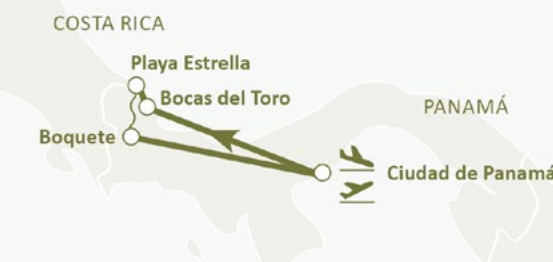 COSTA RICA
Playa Estrella
Bocas del Toro
PANAMÁ
Boquete
Ciudad de Panamá